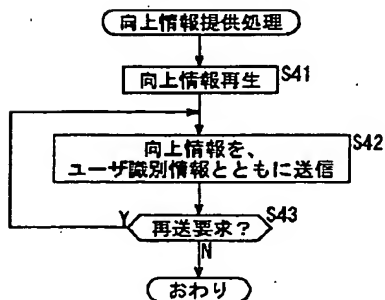 向上情報提供処理
向上情報再生
S41
向上情報を、
ユーザ識別情報とともに送信
S42
再送要求?
S43
Y
N
おわり